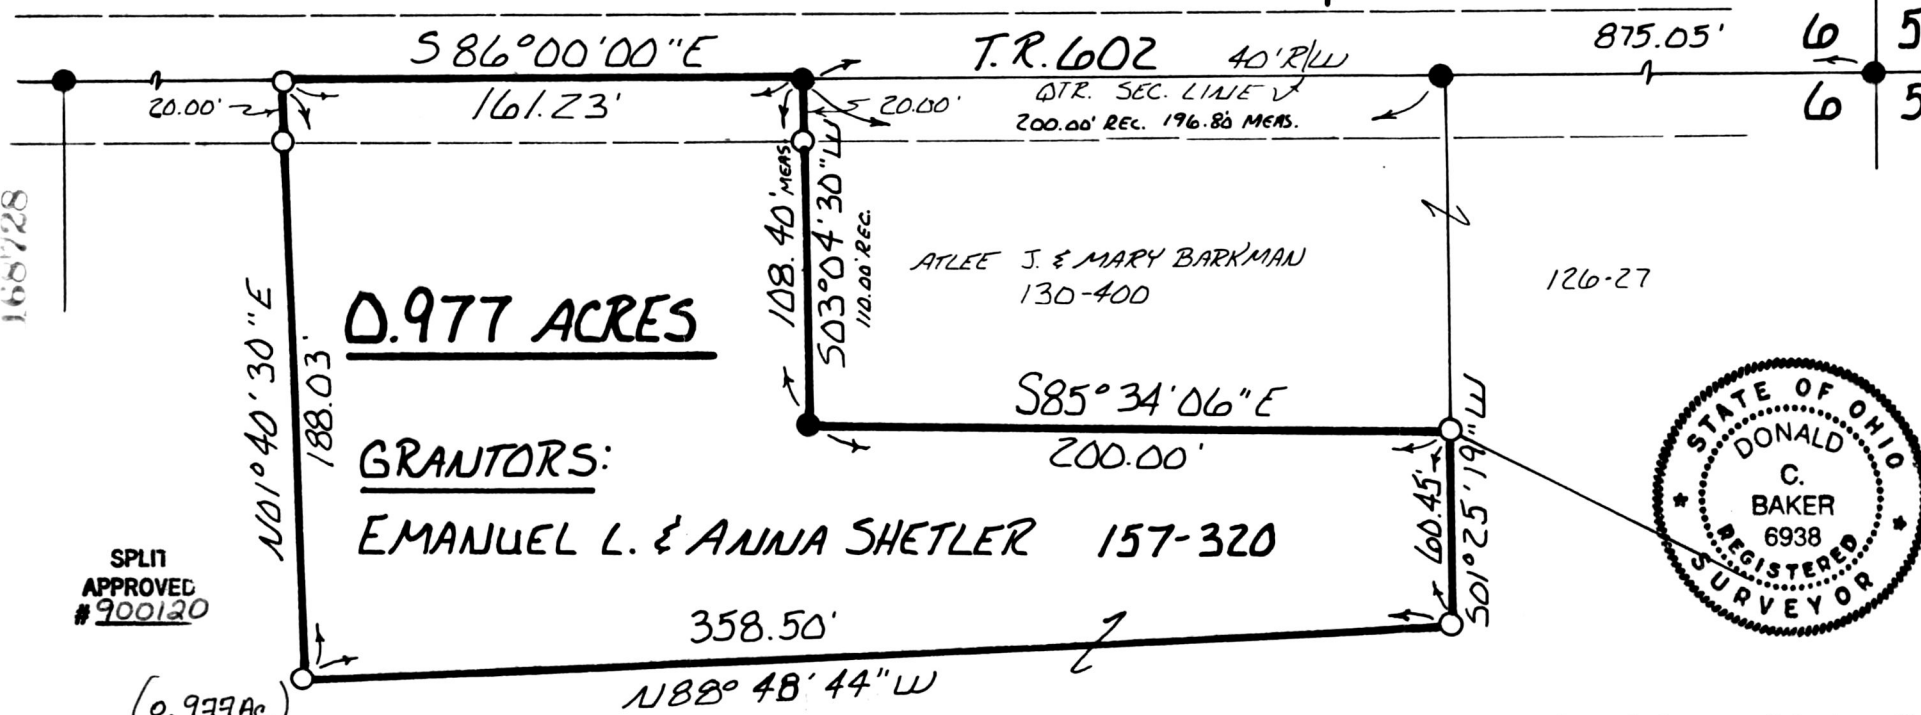 S 86°00'00"E
T.R. 602 40' R/W
875.05'
6 5
20.00'
161.23'
20.00'
QTR. SEC. LINE
200.00' REC. 196.80 MEAS.
6 5
168728
108.40' MEAS.
S03°04'30"W
110.00' REC.
ATLEE J. & MARY BARKMAN
130-400
126-27
N01°40'30"E
188.03'
0.977 ACRES
S85°34'06"E
200.00'
GRANTORS:
EMANUEL L. & ANNA SHETLER 157-320
60.45'
S01°25'19"W
STATE OF OHIO
DONALD
C.
BAKER
6938
REGISTERED
SURVEYOR
SPLIT
APPROVED
# 900120
358.50'
N88°48'44"W
(0.977 Ac)